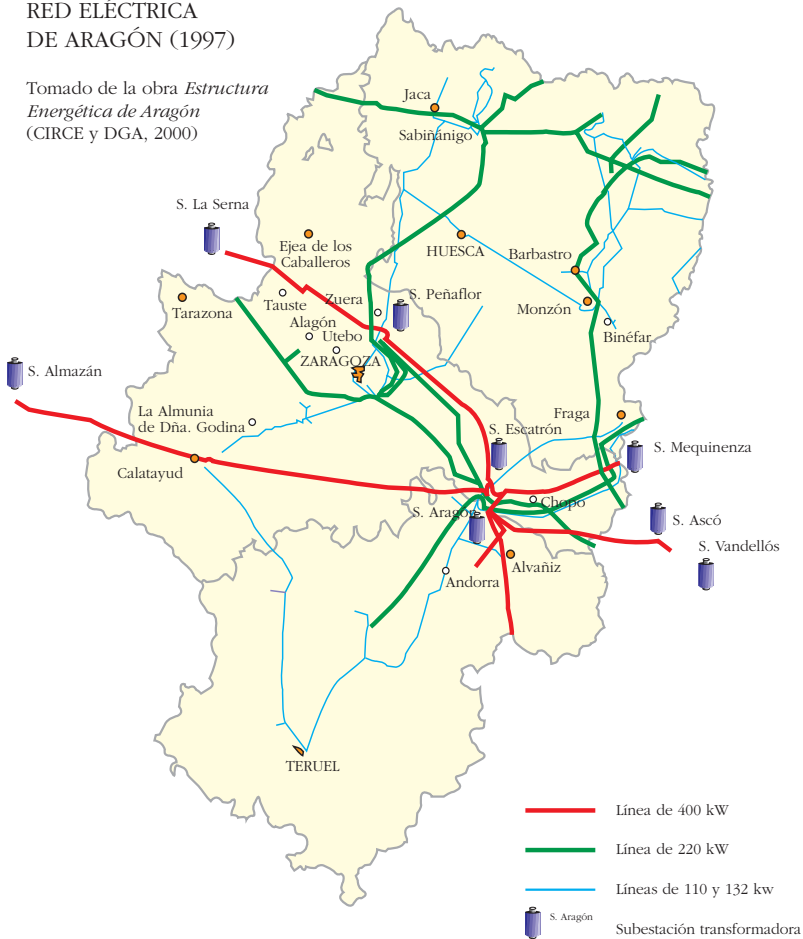 RED ELÉCTRICA
DE ARAGÓN (1997)
Tomado de la obra Estructura
Energética de Aragón
(CIRCE y DGA, 2000)
Jaca
Sabiñánigo
S. La Serna
Ejea de los
Caballeros
HUESCA
Barbastro
Tarazona
Tauste
Zuera
S. Peñaflor
Monzón
Alagón
Utebo
Binéfar
ZARAGOZA
S. Almazán
La Almunia
de Dña. Godina
Fraga
S. Escatrón
S. Mequinenza
Calatayud
Chopo
S. Aragón
S. Ascó
S. Vandellós
Andorra
Alvañiz
TERUEL
Línea de 400 kW
Línea de 220 kW
Líneas de 110 y 132 kw
S. Aragón
Subestación transformadora